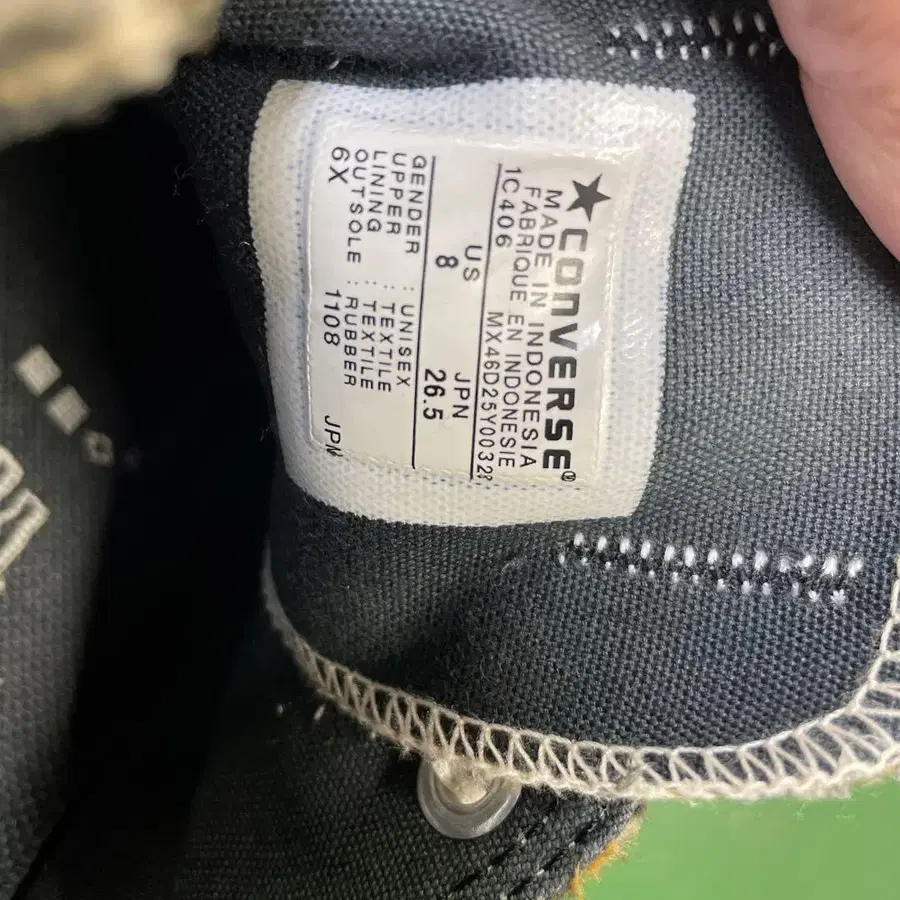 CONVERSE®
MADE IN INDONESIA
FABRIQUE EN INDONESIE
1C406 MX46D25Y0032
US JPN
8 26.5
GENDER : UNISEX
UPPER : TEXTILE
LINING : TEXTILE
OUTSOLE : RUBBER
6X 1108 JPN